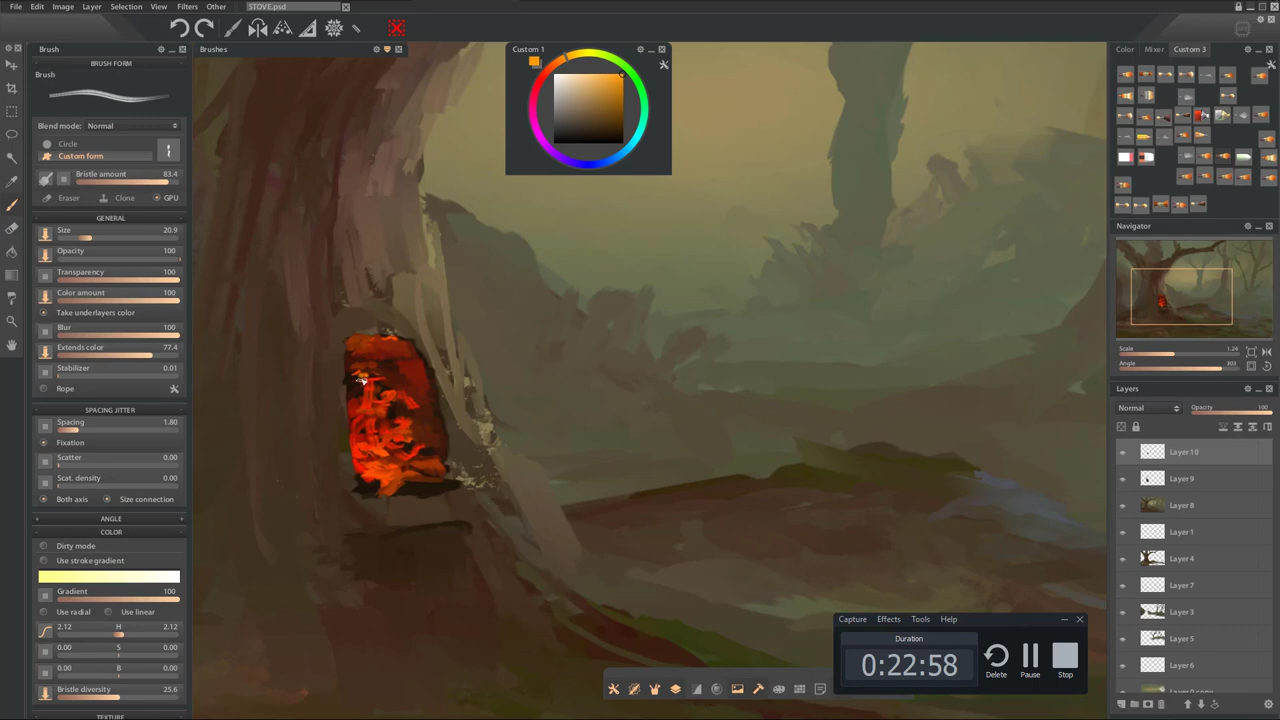 File Edit Image Layer Selection View Filters Other STOVE.psd
Brush
BRUSH FORM
Brush
Blend mode: Normal
Circle
Custom form
Bristle amount 83.4
Eraser Clone GPU
GENERAL
Size 20.9
Opacity 100
Transparency 100
Color amount 100
Take underlayers color
Blur 100
Extends color 77.4
Stabilizer 0.01
Rope
SPACING JITTER
Spacing 1.80
Fixation
Scatter 0.00
Scat. density 0.00
Both axis Size connection
ANGLE
COLOR
Dirty mode
Use stroke gradient
Gradient 100
Use radial Use linear
2.12 H 2.12
0.00 S 0.00
0.00 B 0.00
Bristle diversity 25.6
TEXTURE
Brushes
Custom 1
Color Mixer Custom 3
Navigator
Scale 1.24
Angle
Layers
Normal Opacity 100
Layer 10
Layer 9
Layer 8
Layer 1
Layer 4
Layer 7
Layer 3
Layer 5
Layer 6
Layer0 copy
Capture Effects Tools Help
Duration
0:22:58
Delete Pause Stop